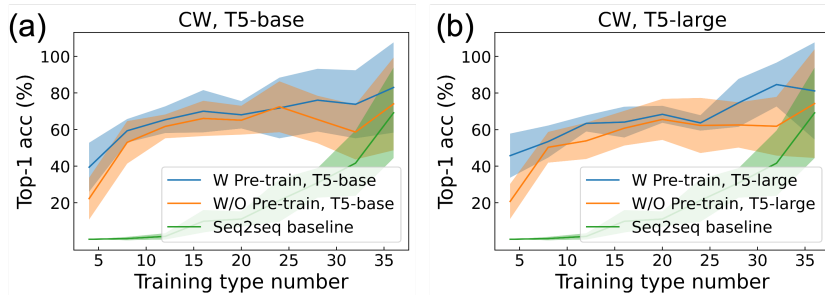 (a)
CW, T5-base
Top-1 acc (%)
100
80
60
40
20
W Pre-train, T5-base
W/O Pre-train, T5-base
Seq2seq baseline
5 10 15 20 25 30 35
Training type number
(b)
CW, T5-large
Top-1 acc (%)
100
80
60
40
20
W Pre-train, T5-large
W/O Pre-train, T5-large
Seq2seq baseline
5 10 15 20 25 30 35
Training type number